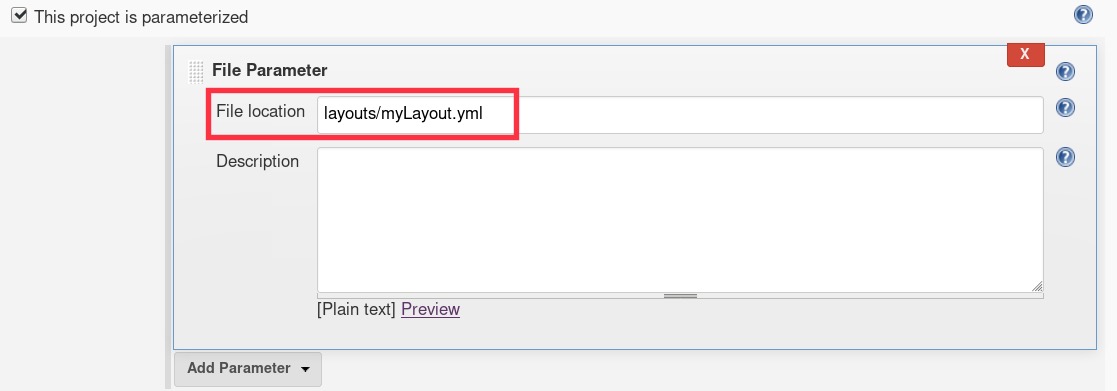 This project is parameterized
?
X
File Parameter
?
File location layouts/myLayout.yml
?
Description
?
[Plain text] Preview
Add Parameter